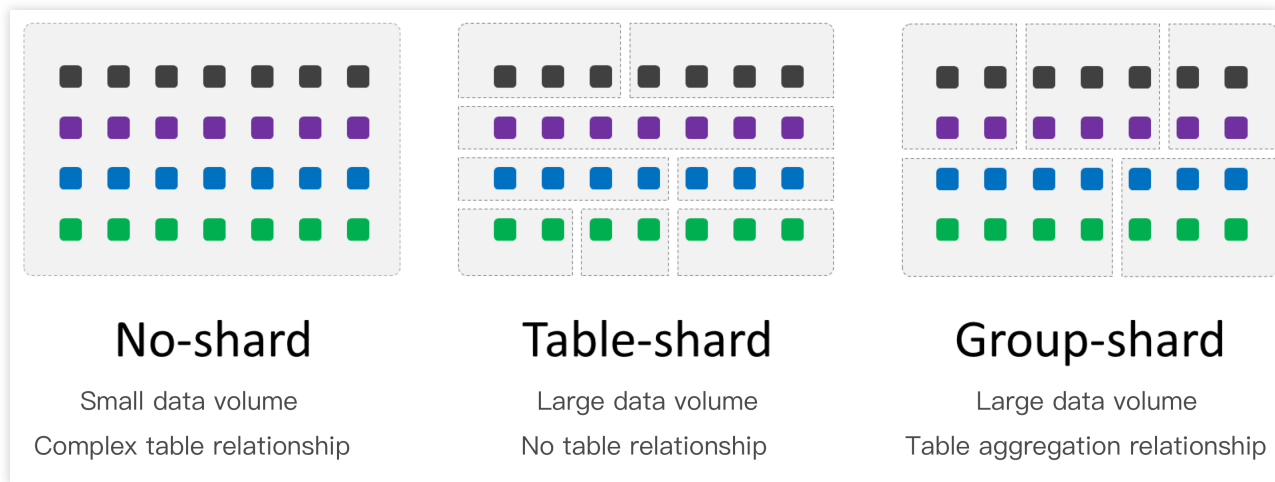 No-shard
Small data volume
Complex table relationship
Table-shard
Large data volume
No table relationship
Group-shard
Large data volume
Table aggregation relationship